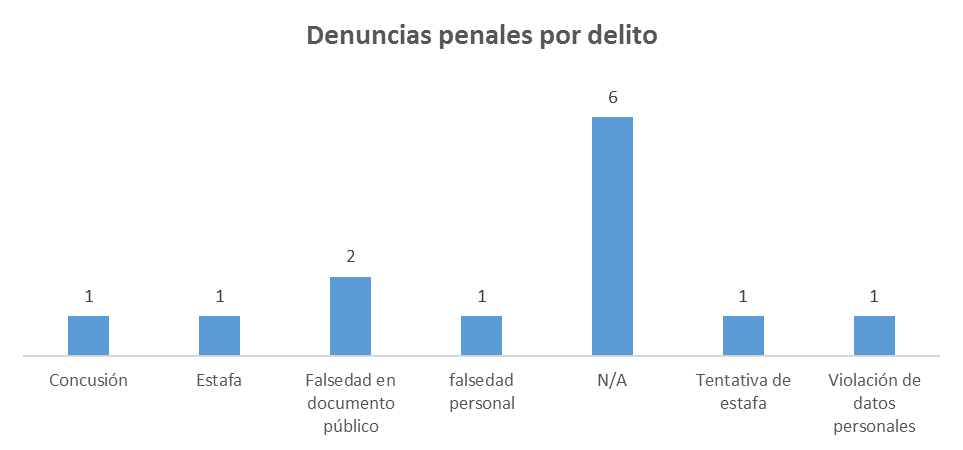 Denuncias penales por delito
6
2
1
1
1
1
1
Concusión
Estafa
Falsedad en
documento
público
falsedad
personal
N/A
Tentativa de
estafa
Violación de
datos
personales